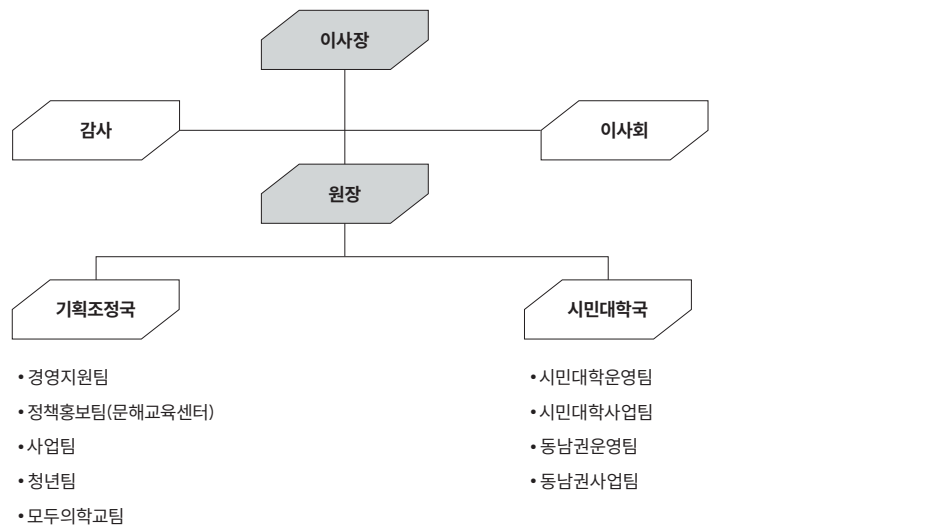 이사장
감사
이사회
원장
기획조정국
시민대학국
• 경영지원팀
• 정책홍보팀(문해교육센터)
• 사업팀
• 청년팀
• 모두의학교팀
• 시민대학운영팀
• 시민대학사업팀
• 동남권운영팀
• 동남권사업팀